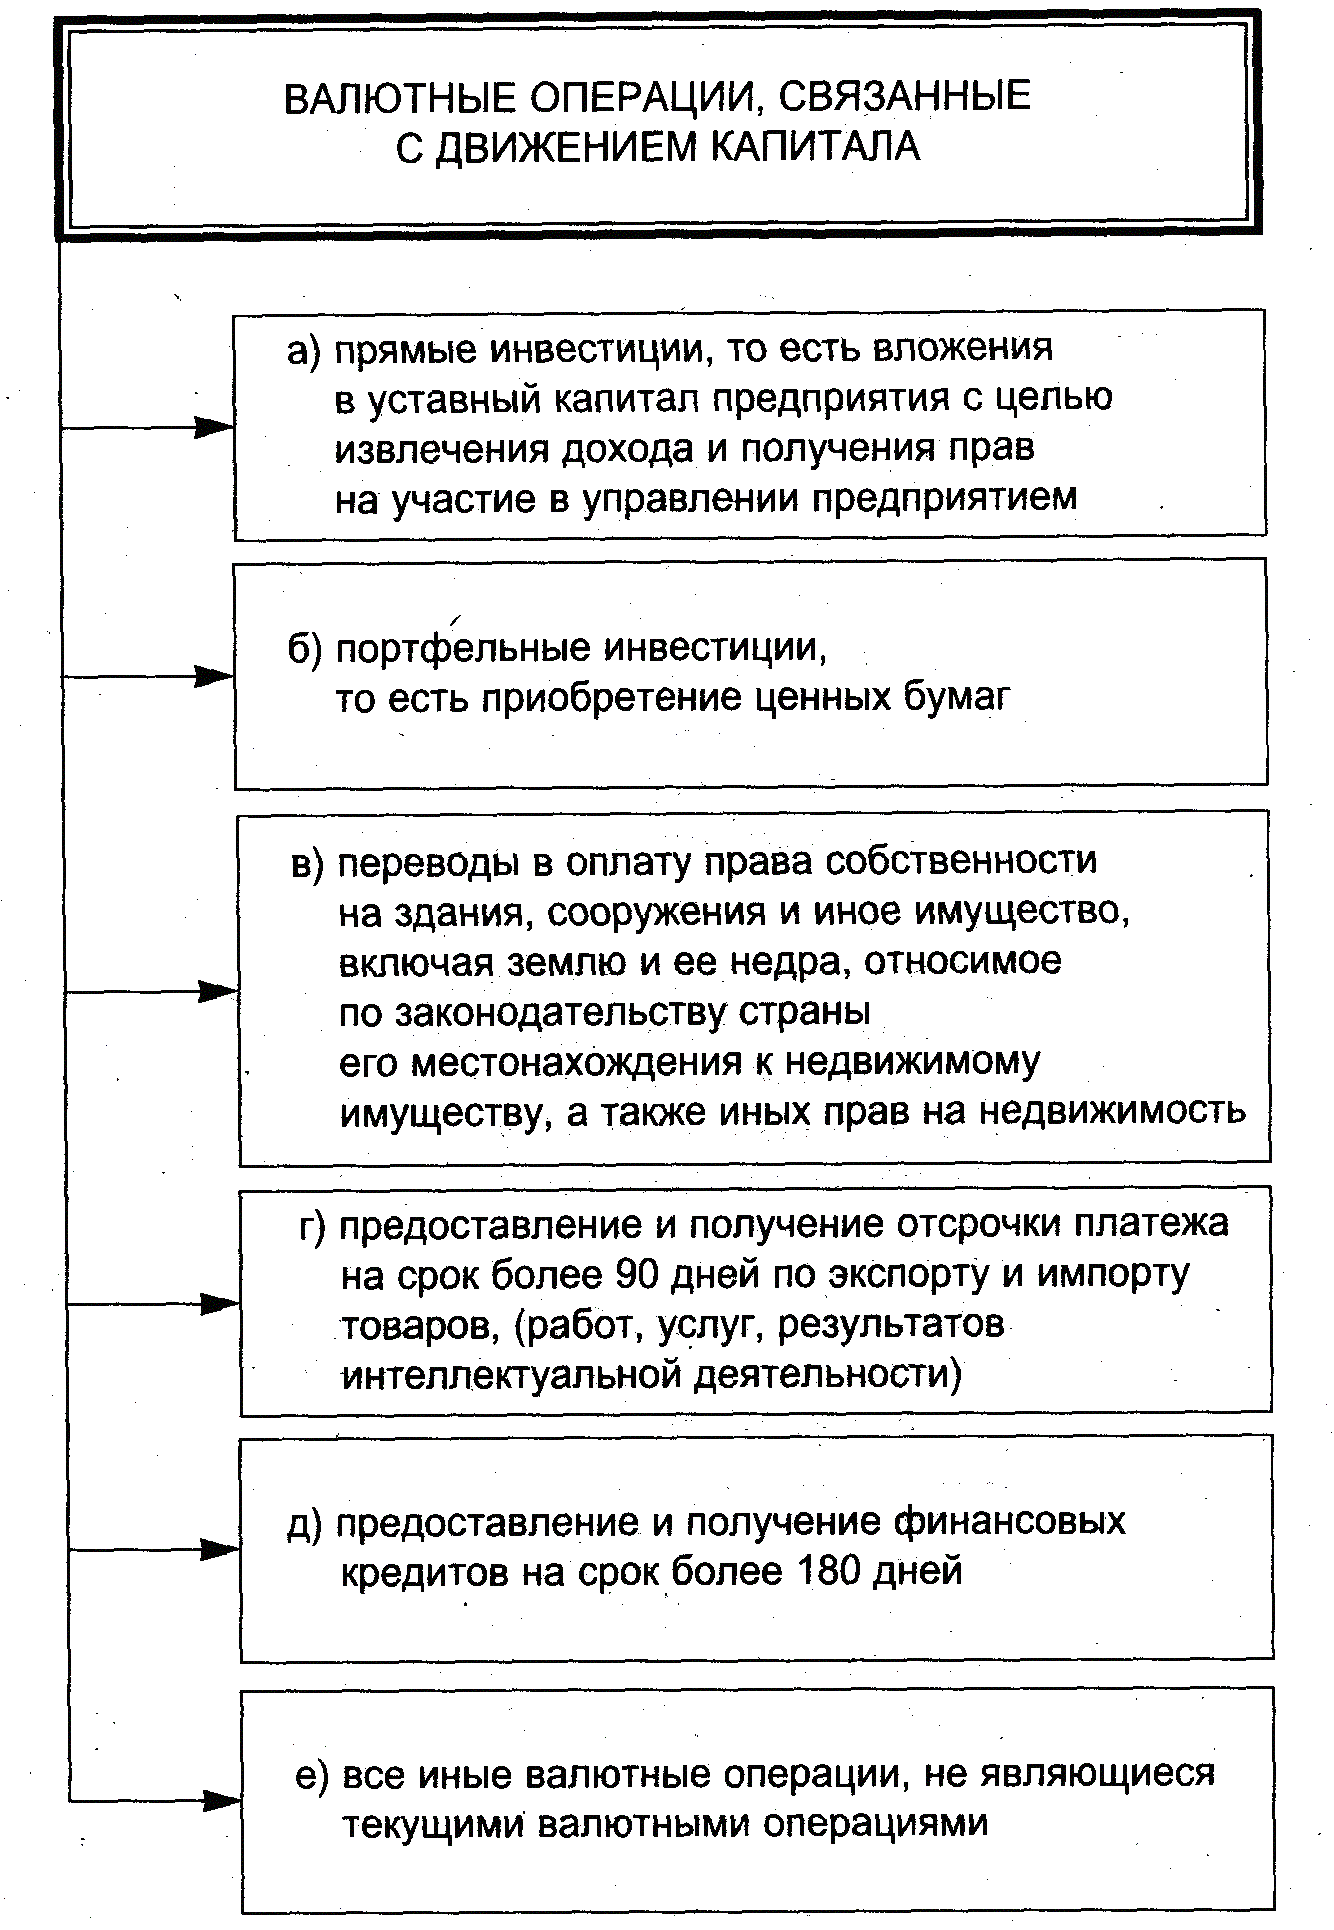 ВАЛЮТНЫЕ ОПЕРАЦИИ, СВЯЗАННЫЕ
С ДВИЖЕНИЕМ КАПИТАЛА
а) прямые инвестиции, то есть вложения
в уставный капитал предприятия с целью
извлечения дохода и получения прав
на участие в управлении предприятием
б) портфельные инвестиции,
то есть приобретение ценных бумаг
в) переводы в оплату права собственности
на здания, сооружения и иное имущество,
включая землю и ее недра, относимое
по законодательству страны
его местонахождения к недвижимому
имуществу, а также иных прав на недвижимость
г) предоставление и получение отсрочки платежа
на срок более 90 дней по экспорту и импорту
товаров, (работ, услуг, результатов
интеллектуальной деятельности)
д) предоставление и получение финансовых
кредитов на срок более 180 дней
е) все иные валютные операции, не являющиеся
текущими валютными операциями